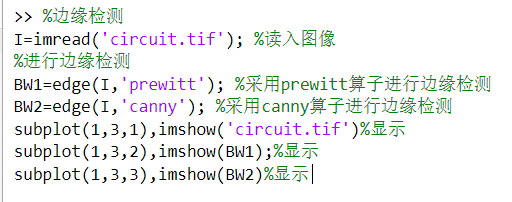 >> %边缘检测
I=imread('circuit.tif'); %读入图像
%进行边缘检测
BW1=edge(I,'prewitt'); %采用prewitt算子进行边缘检测
BW2=edge(I,'canny'); %采用canny算子进行边缘检测
subplot(1,3,1),imshow('circuit.tif')%显示
subplot(1,3,2),imshow(BW1);%显示
subplot(1,3,3),imshow(BW2)%显示